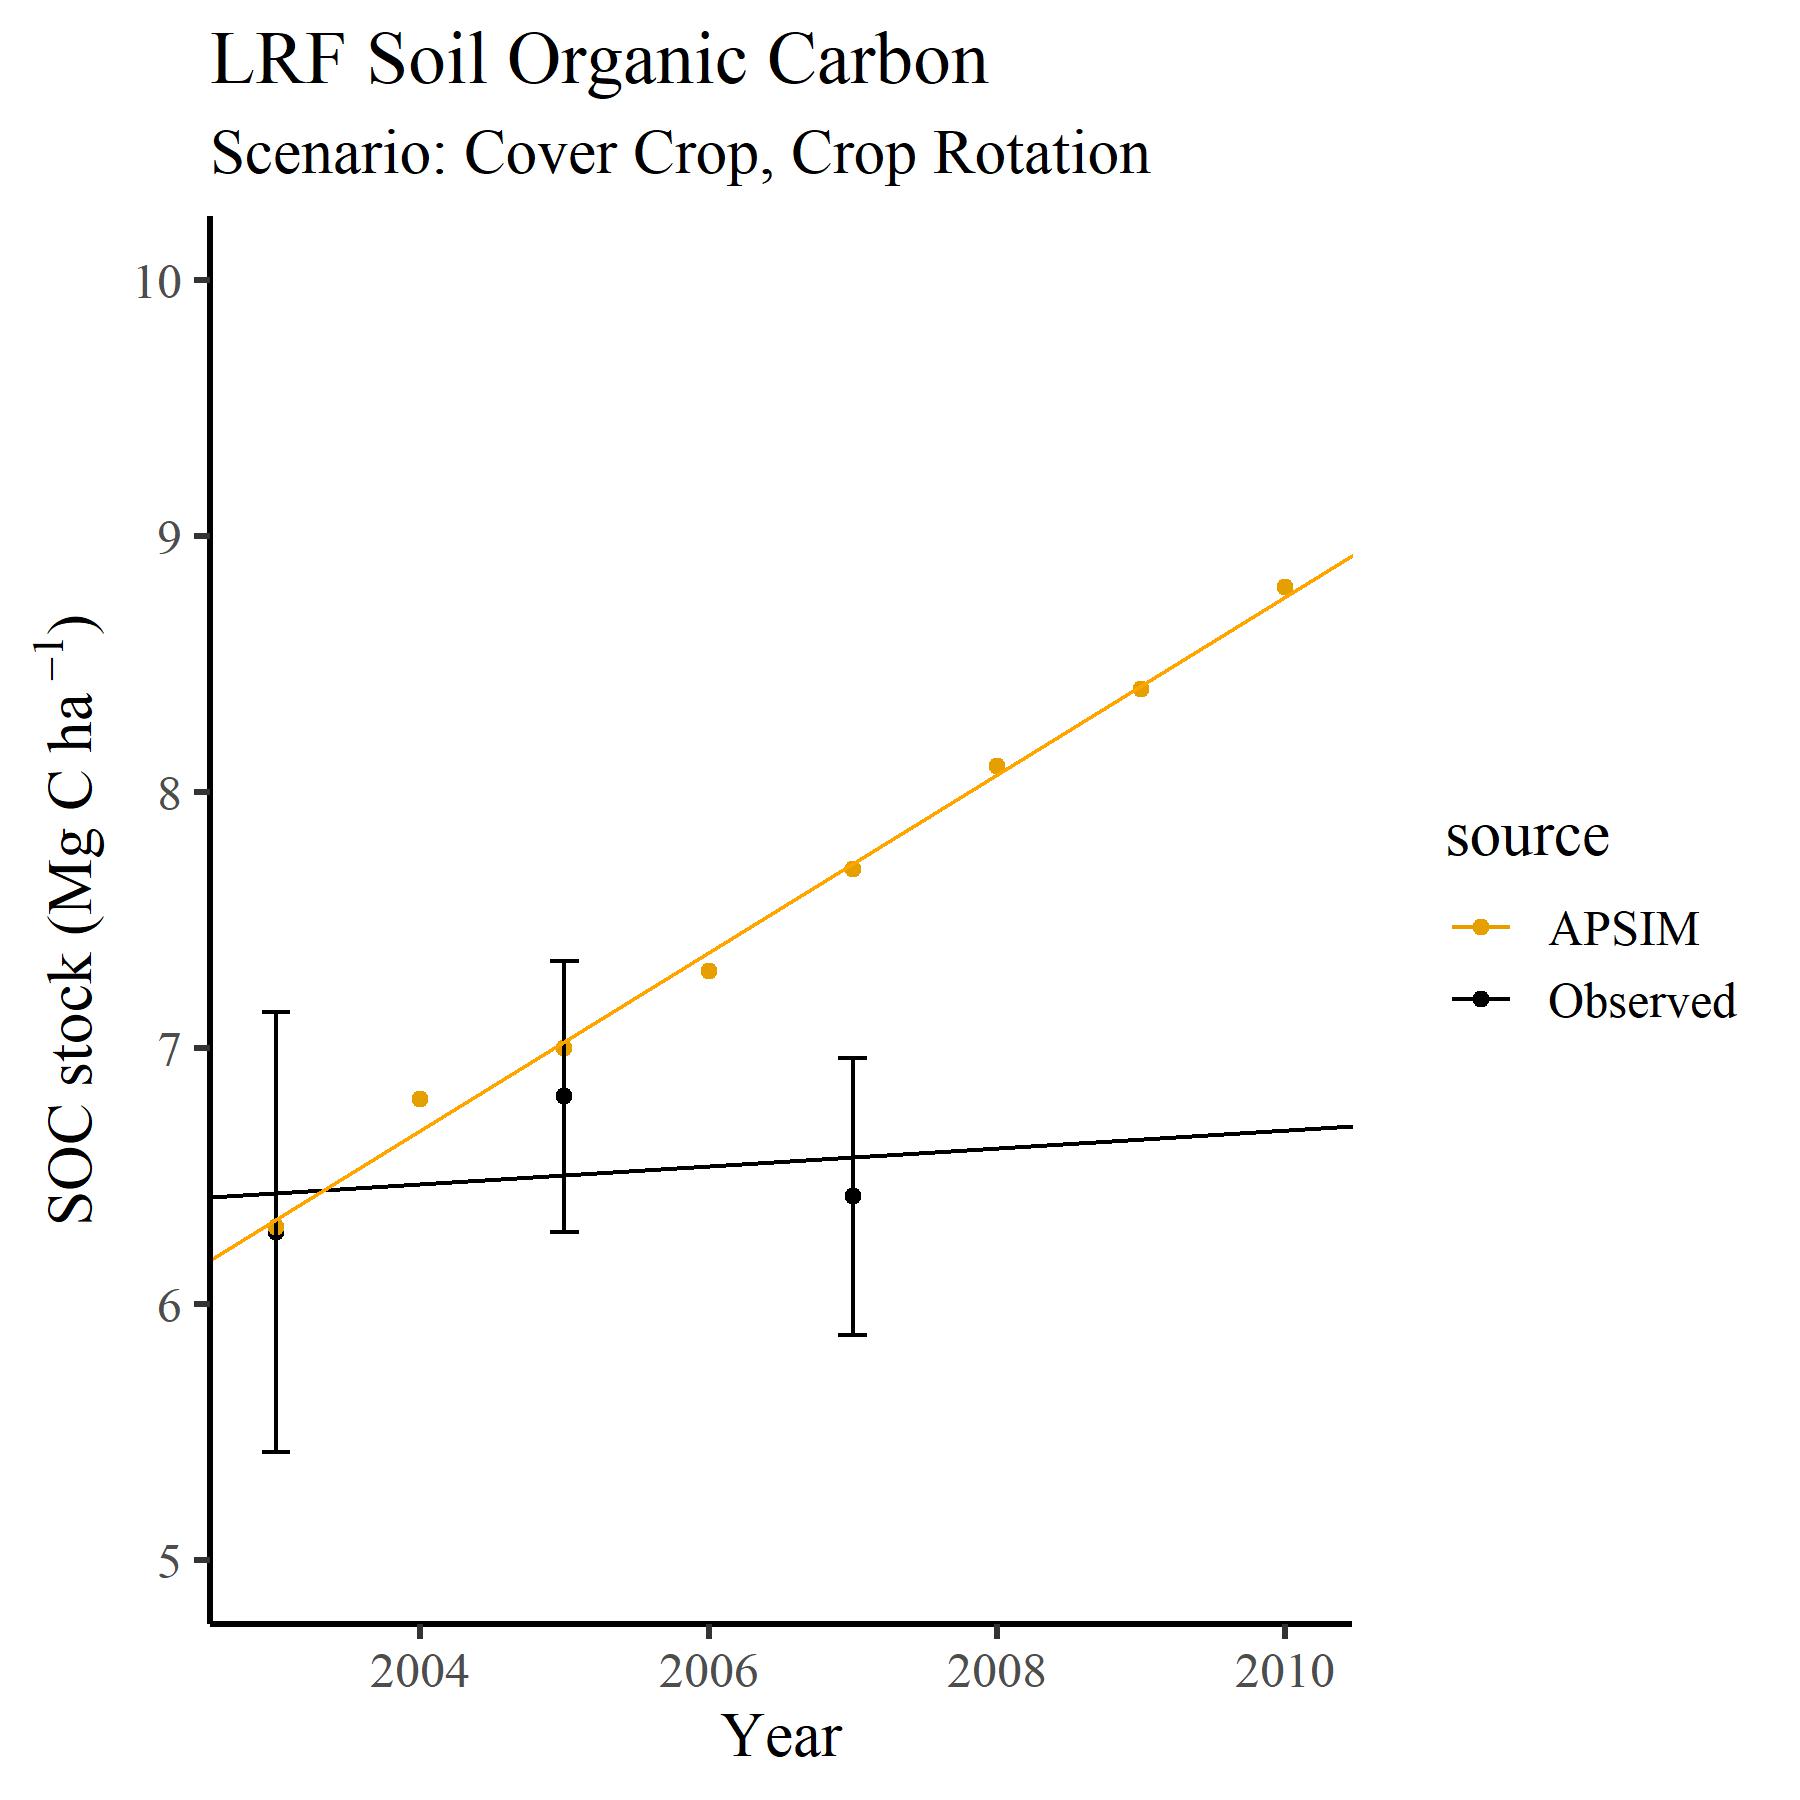 LRF Soil Organic Carbon
Scenario: Cover Crop, Crop Rotation
10
9
8
7
6
5
SOC stock (Mg C ha⁻¹)
2004 2006 2008 2010
Year
source
APSIM
Observed